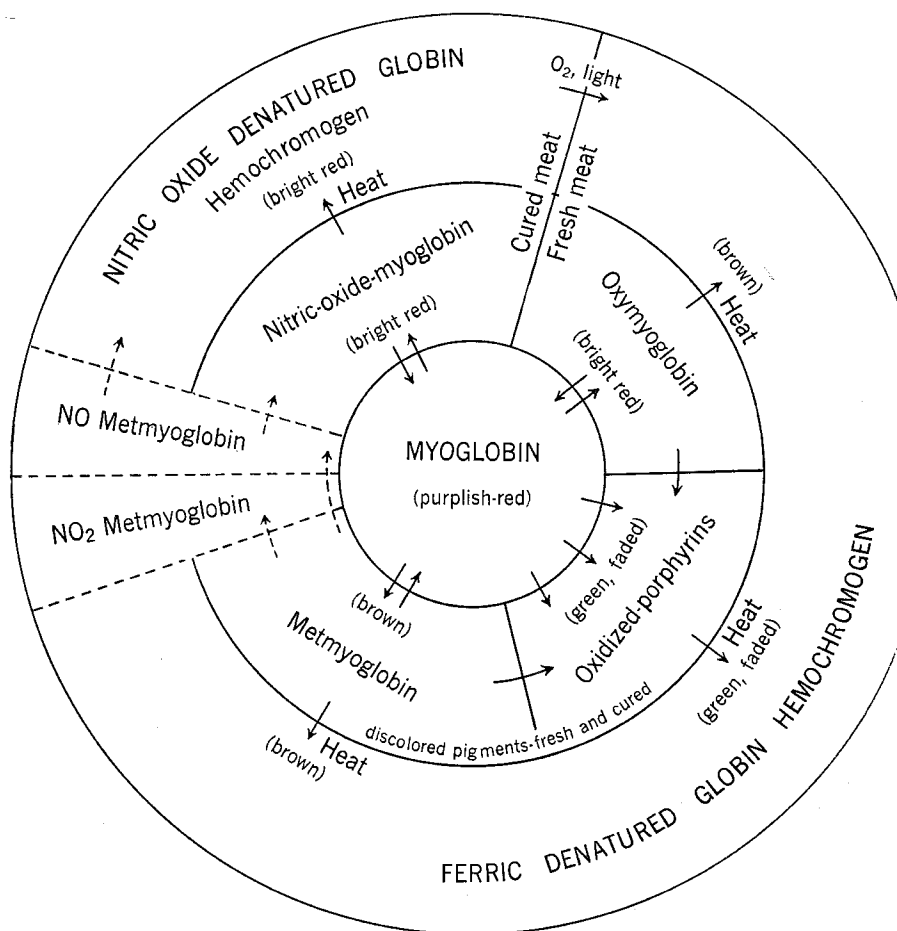 NITRIC OXIDE DENATURED GLOBIN
Hemochromogen
(bright red)
Heat
Nitric-oxide-myoglobin
(bright red)
O₂, light
Cured meat
Fresh meat
Oxymyoglobin
(bright red)
(brown)
Heat
NO Metmyoglobin
NO₂ Metmyoglobin
MYOGLOBIN
(purplish-red)
(brown)
Metmyoglobin
Heat
(brown)
(green, faded)
Oxidized-porphyrins
Heat
(green, faded)
discolored pigments-fresh and cured
FERRIC DENATURED GLOBIN HEMOCHROMOGEN